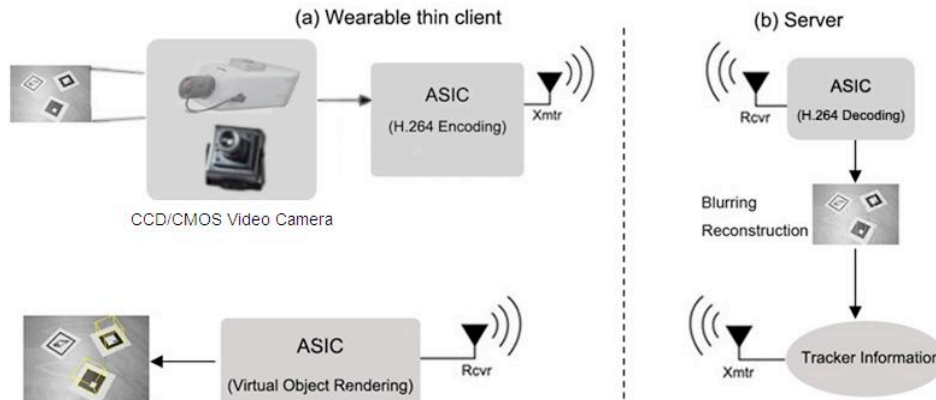 (a) Wearable thin client
ASIC
(H.264 Encoding)
Xmtr
CCD/CMOS Video Camera
ASIC
(Virtual Object Rendering)
Rcvr
(b) Server
Rcvr
ASIC
(H.264 Decoding)
Blurring
Reconstruction
Xmtr
Tracker Information